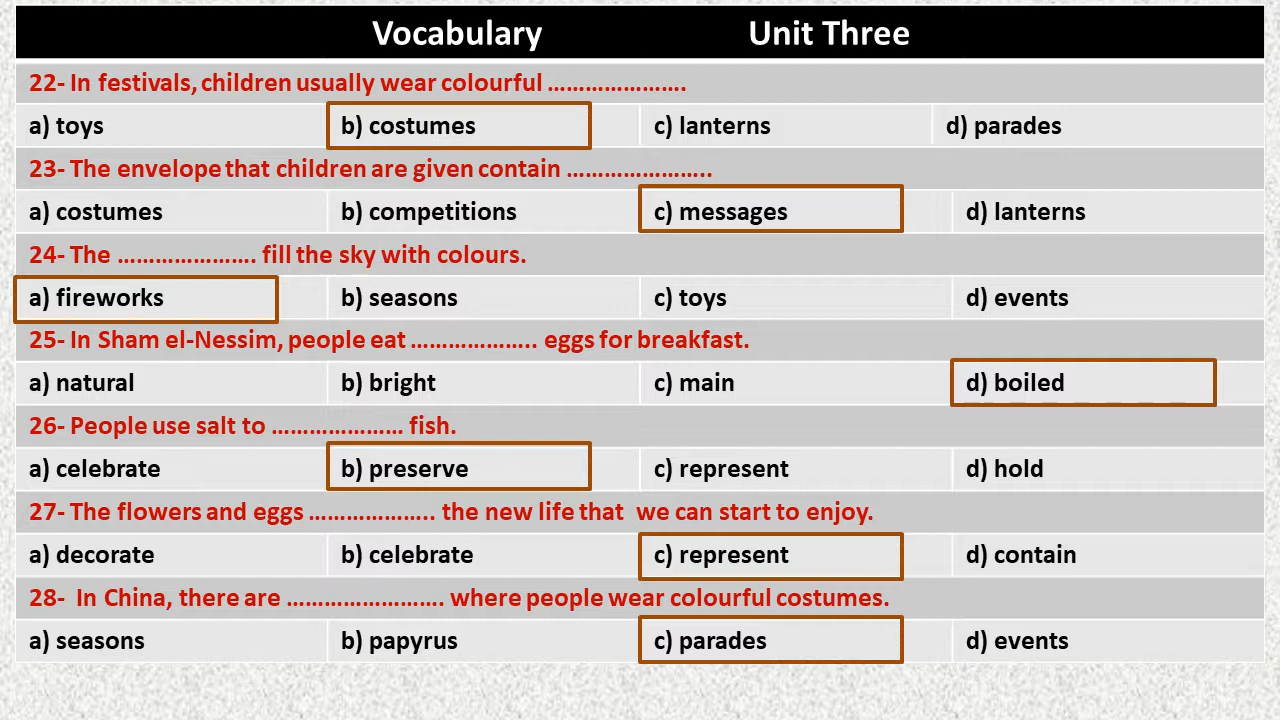 Vocabulary Unit Three
22- In festivals, children usually wear colourful ………………….
a) toys b) costumes c) lanterns d) parades
23- The envelope that children are given contain …………………..
a) costumes b) competitions c) messages d) lanterns
24- The …………………. fill the sky with colours.
a) fireworks b) seasons c) toys d) events
25- In Sham el-Nessim, people eat ……………….. eggs for breakfast.
a) natural b) bright c) main d) boiled
26- People use salt to ………………… fish.
a) celebrate b) preserve c) represent d) hold
27- The flowers and eggs ……………….. the new life that we can start to enjoy.
a) decorate b) celebrate c) represent d) contain
28- In China, there are ……………………. where people wear colourful costumes.
a) seasons b) papyrus c) parades d) events